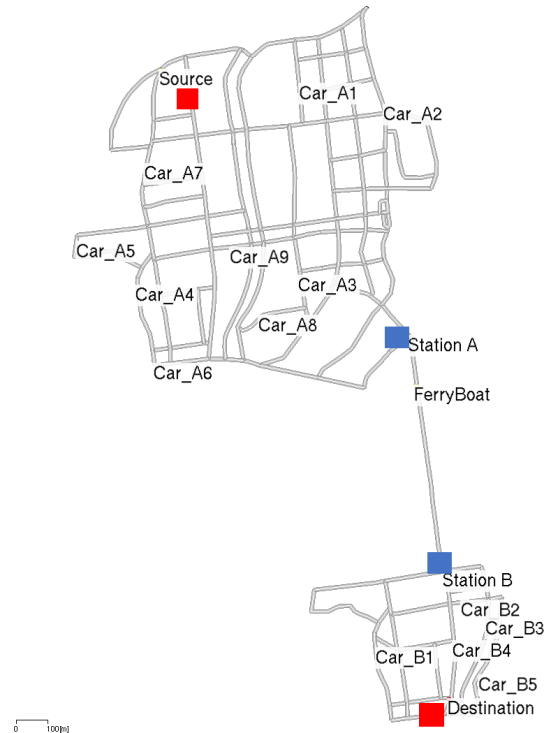 Source
Car_A1
Car_A2
Car_A7
Car_A5
Car_A9
Car_A4
Car_A3
Car_A8
Station A
Car_A6
FerryBoat
Station B
Car_B2
Car_B3
Car_B4
Car_B1
Car_B5
Destination
0 100[m]